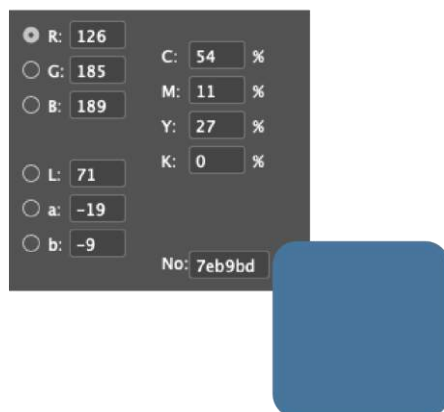 R: 126
G: 185
B: 189
L: 71
a: -19
b: -9
C: 54 %
M: 11 %
Y: 27 %
K: 0 %
No: 7eb9bd